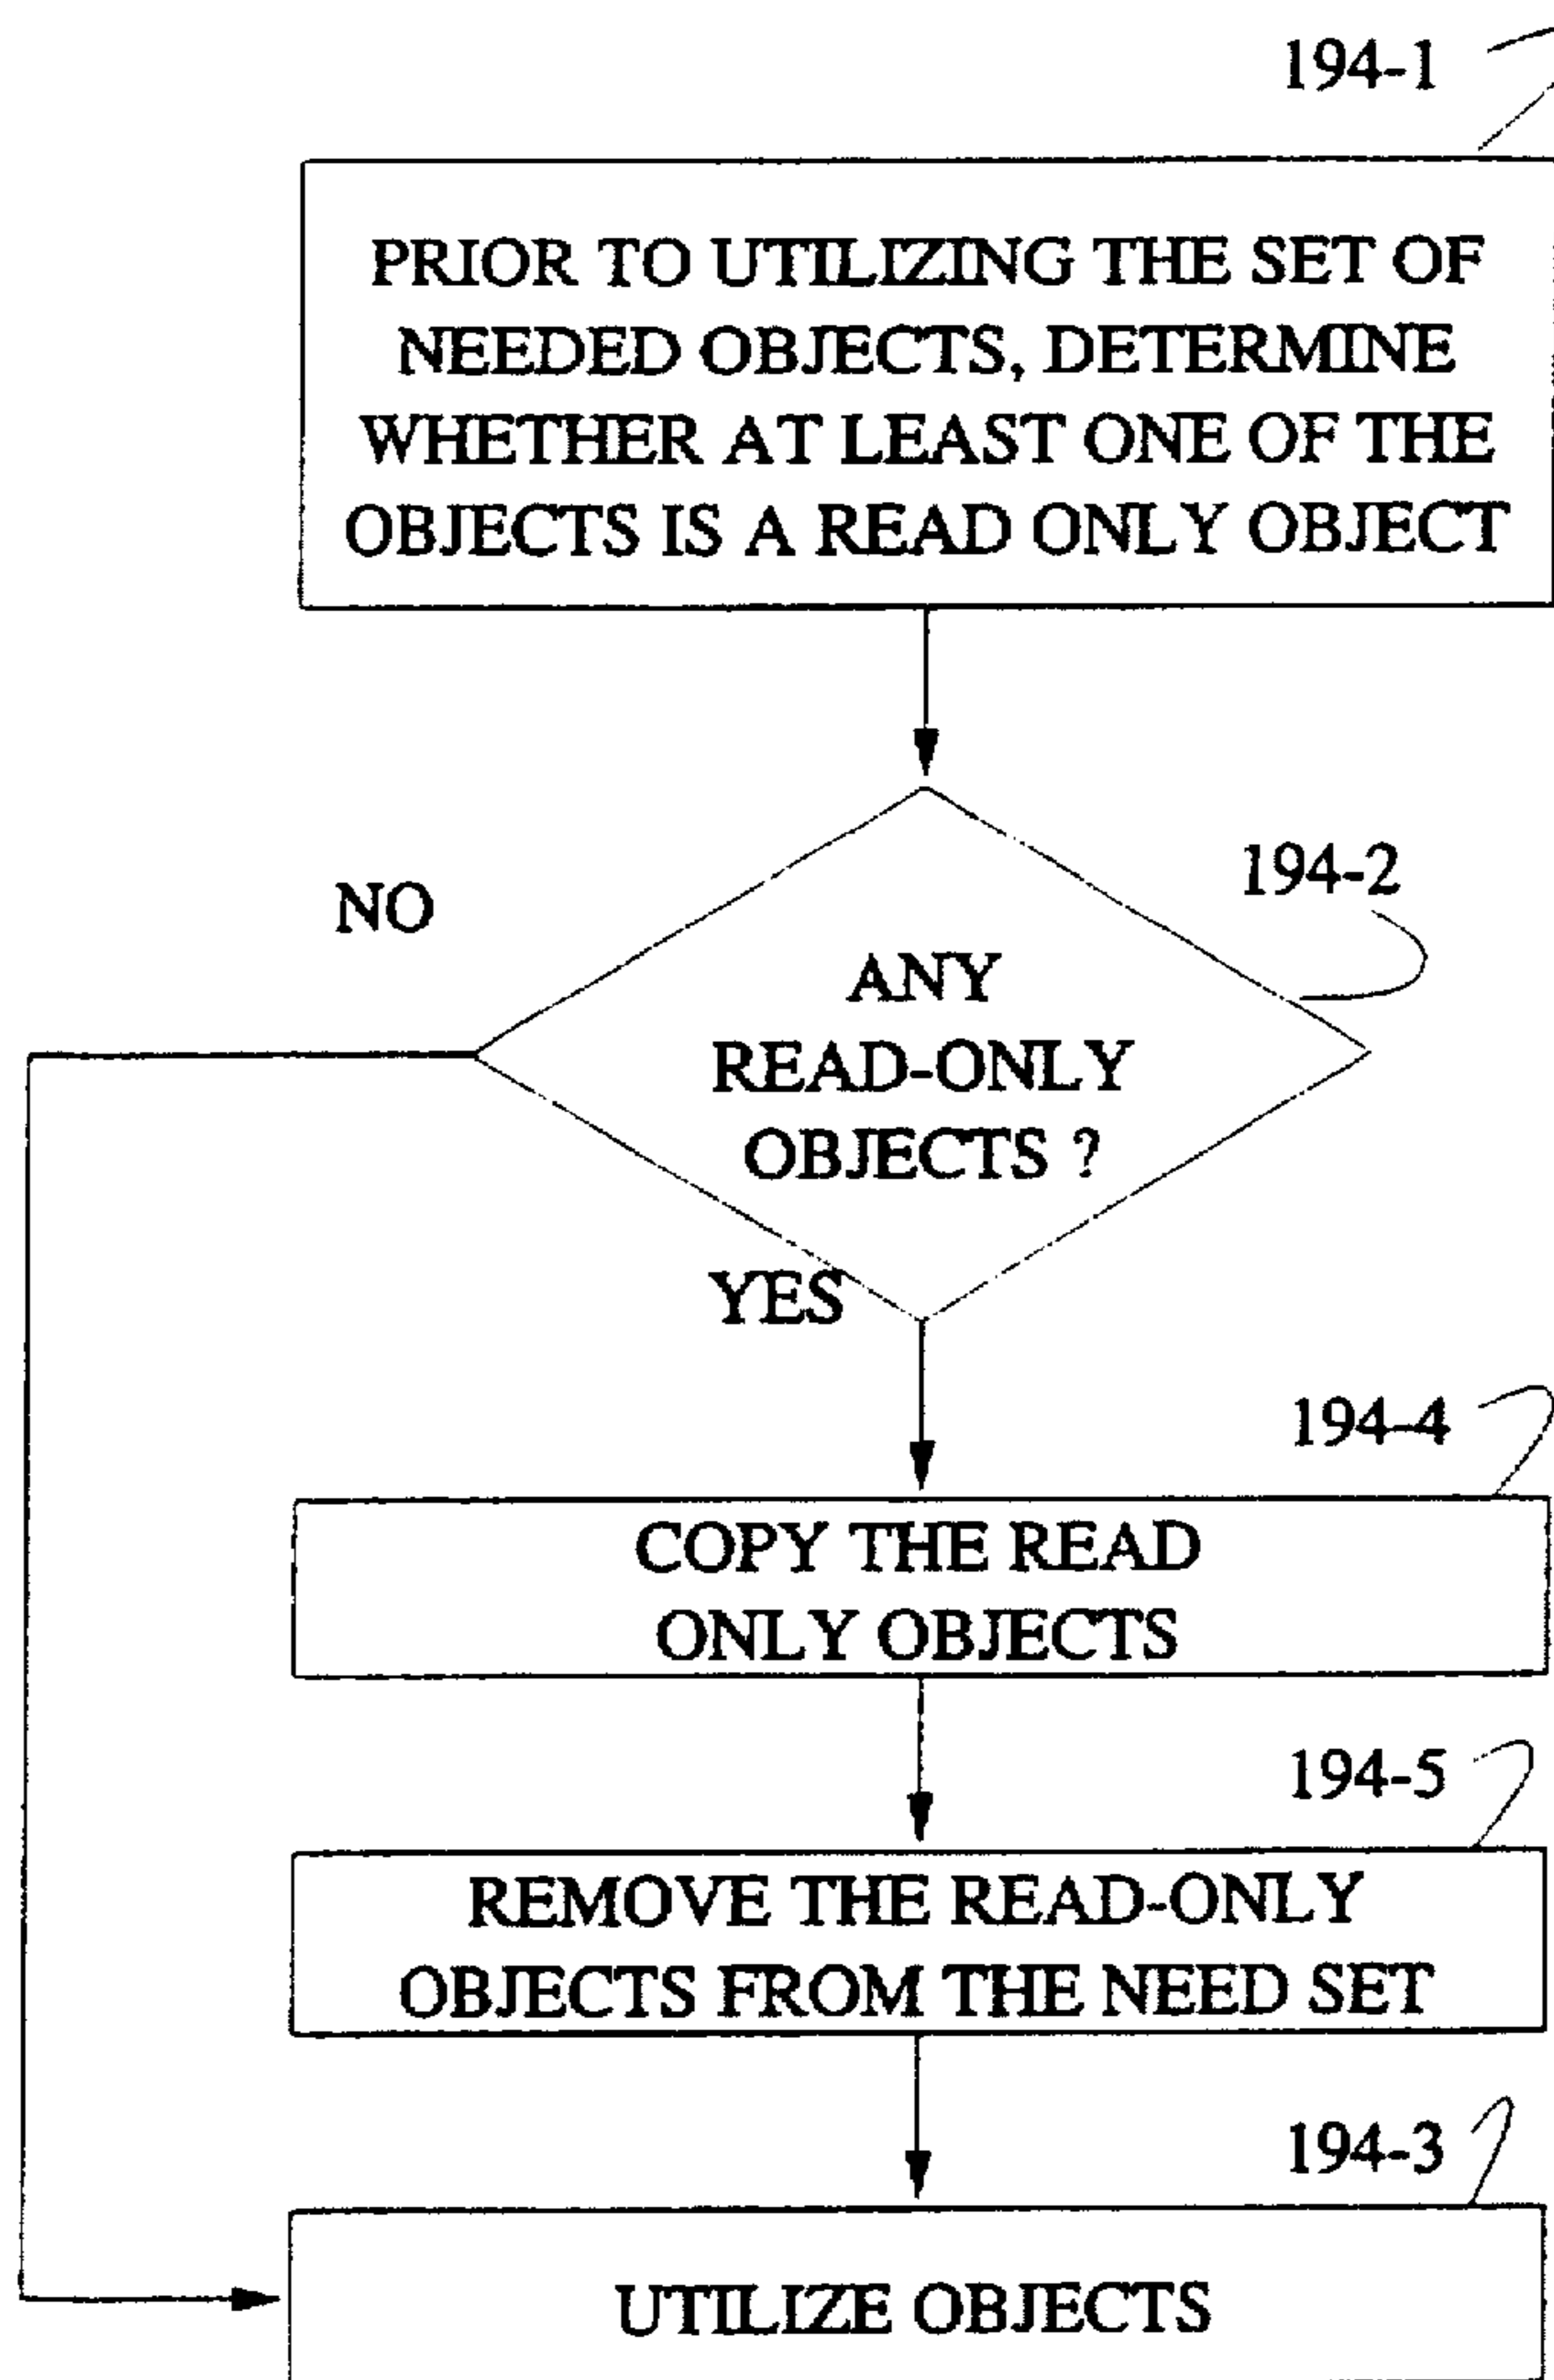 194-1
PRIOR TO UTILIZING THE SET OF
NEEDED OBJECTS, DETERMINE
WHETHER AT LEAST ONE OF THE
OBJECTS IS A READ ONLY OBJECT
194-2
NO
ANY
READ-ONLY
OBJECTS ?
YES
194-4
COPY THE READ
ONLY OBJECTS
194-5
REMOVE THE READ-ONLY
OBJECTS FROM THE NEED SET
194-3
UTILIZE OBJECTS